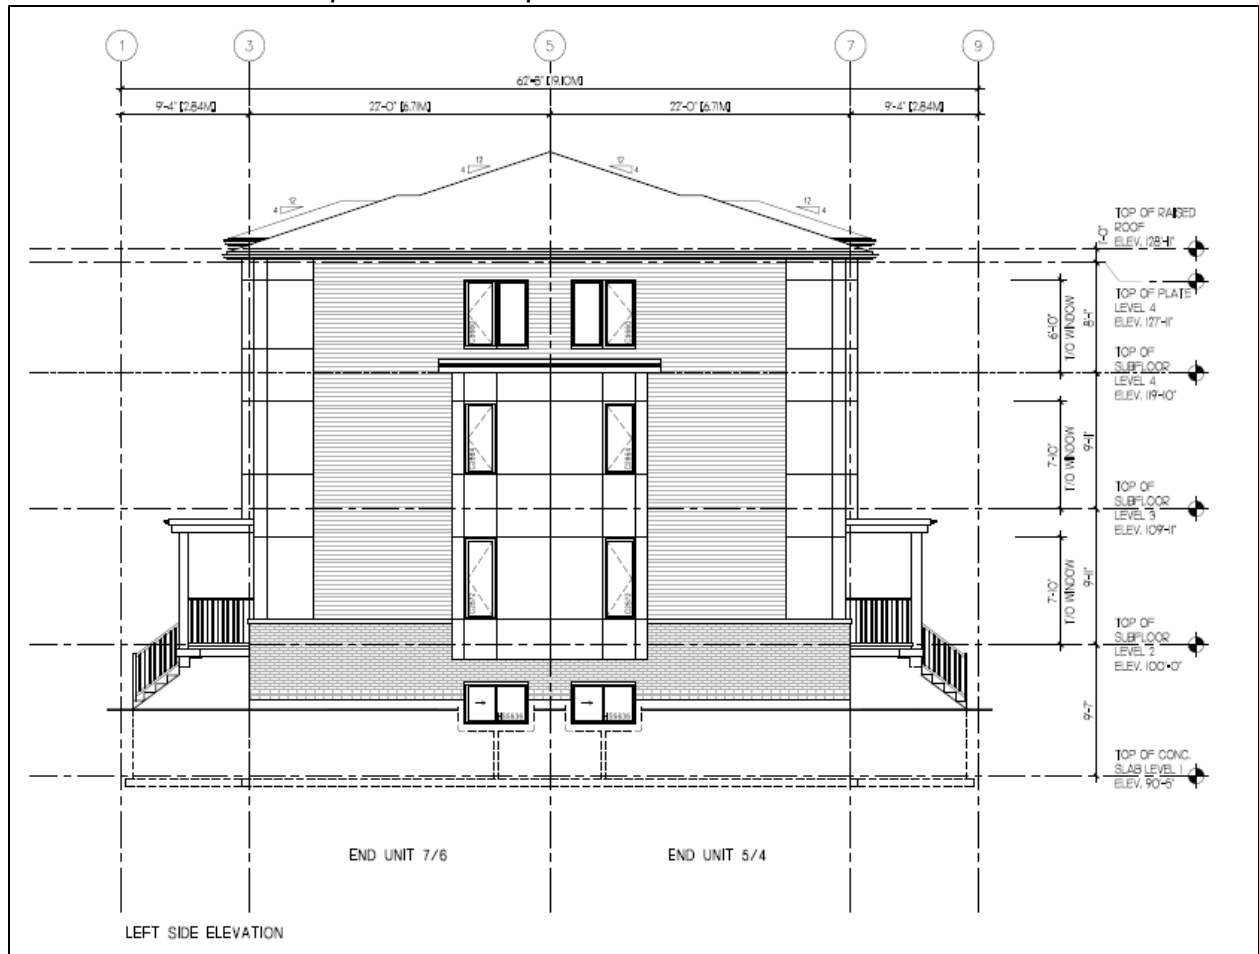 1 3 5 7 9
62'-8" [19.10M]
9'-4" [2.84M] 22'-0" [6.71M] 22'-0" [6.71M] 9'-4" [2.84M]
12
4
12
4
12
4
12
4
TOP OF RAISED
ROOF
ELEV. 128'-11"
1'-0"
TOP OF PLATE
LEVEL 4
ELEV. 127'-11"
6'-10"
T/O WINDOW
8'-1"
TOP OF
SUBFLOOR
LEVEL 4
ELEV. 119'-10"
7'-10"
T/O WINDOW
9'-11"
TOP OF
SUBFLOOR
LEVEL 3
ELEV. 109'-11"
7'-10"
T/O WINDOW
9'-11"
TOP OF
SUBFLOOR
LEVEL 2
ELEV. 100'-0"
9'-7"
TOP OF CONC.
SLAB LEVEL 1
ELEV. 90'-5"
END UNIT 7/6 END UNIT 5/4
LEFT SIDE ELEVATION